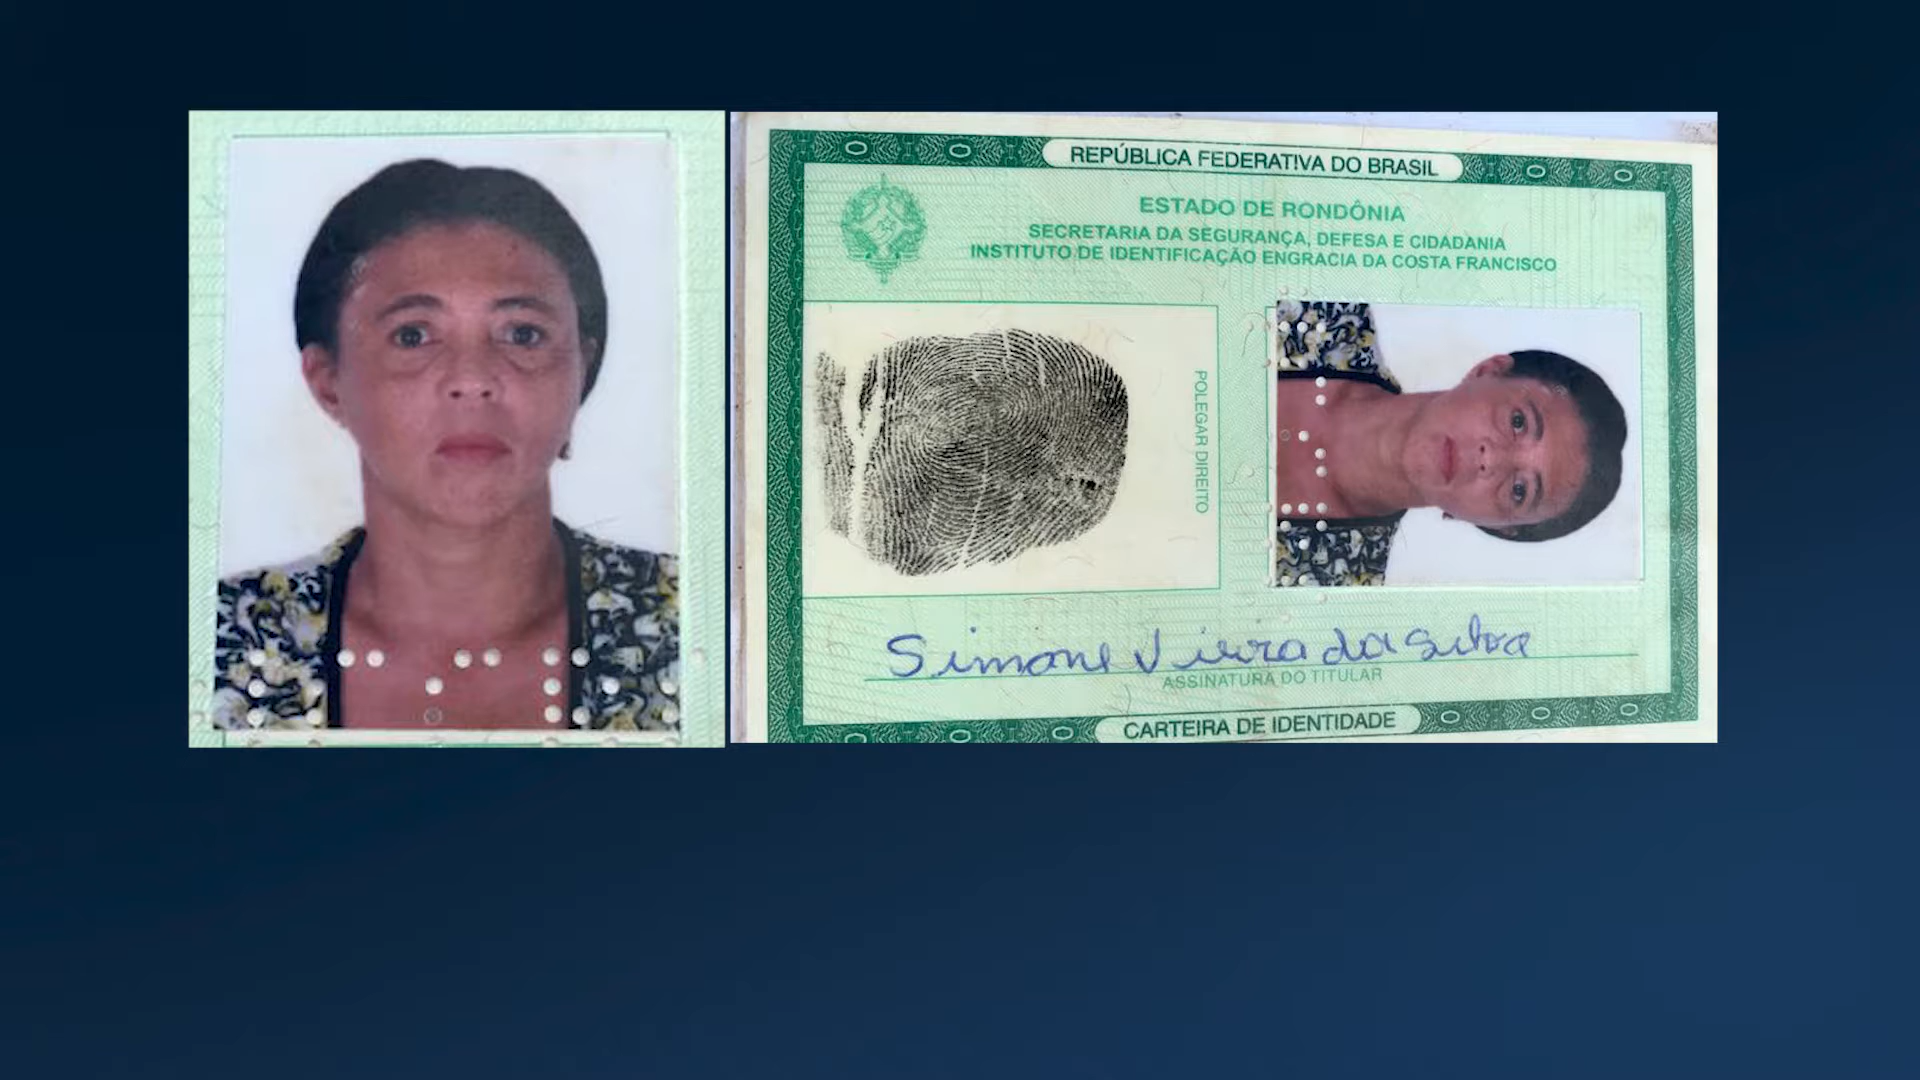 REPÚBLICA FEDERATIVA DO BRASIL
ESTADO DE RONDÔNIA
SECRETARIA DA SEGURANÇA, DEFESA E CIDADANIA
INSTITUTO DE IDENTIFICAÇÃO ENGRACIA DA COSTA FRANCISCO
POLEGAR DIREITO
Simone Vieira da Silva
ASSINATURA DO TITULAR
CARTEIRA DE IDENTIDADE